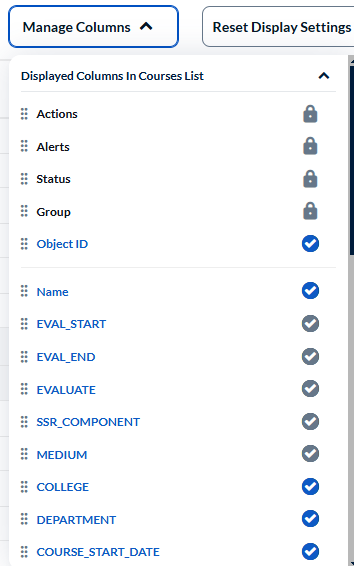 Manage Columns
Reset Display Settings
Displayed Columns In Courses List
Actions
Alerts
Status
Group
Object ID
Name
EVAL_START
EVAL_END
EVALUATE
SSR_COMPONENT
MEDIUM
COLLEGE
DEPARTMENT
COURSE_START_DATE